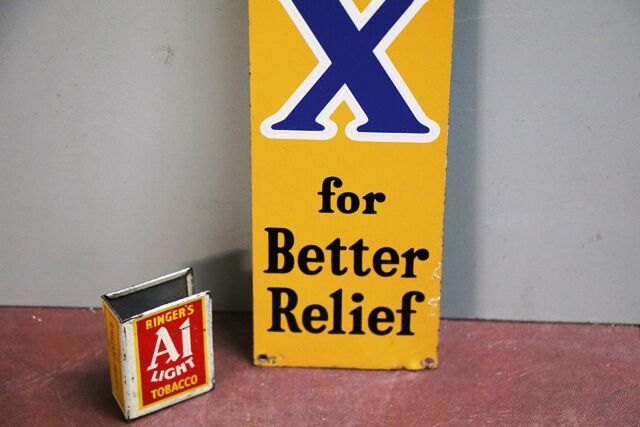 X
for
Better
Relief
RINGER'S
A1
LIGHT
TOBACCO